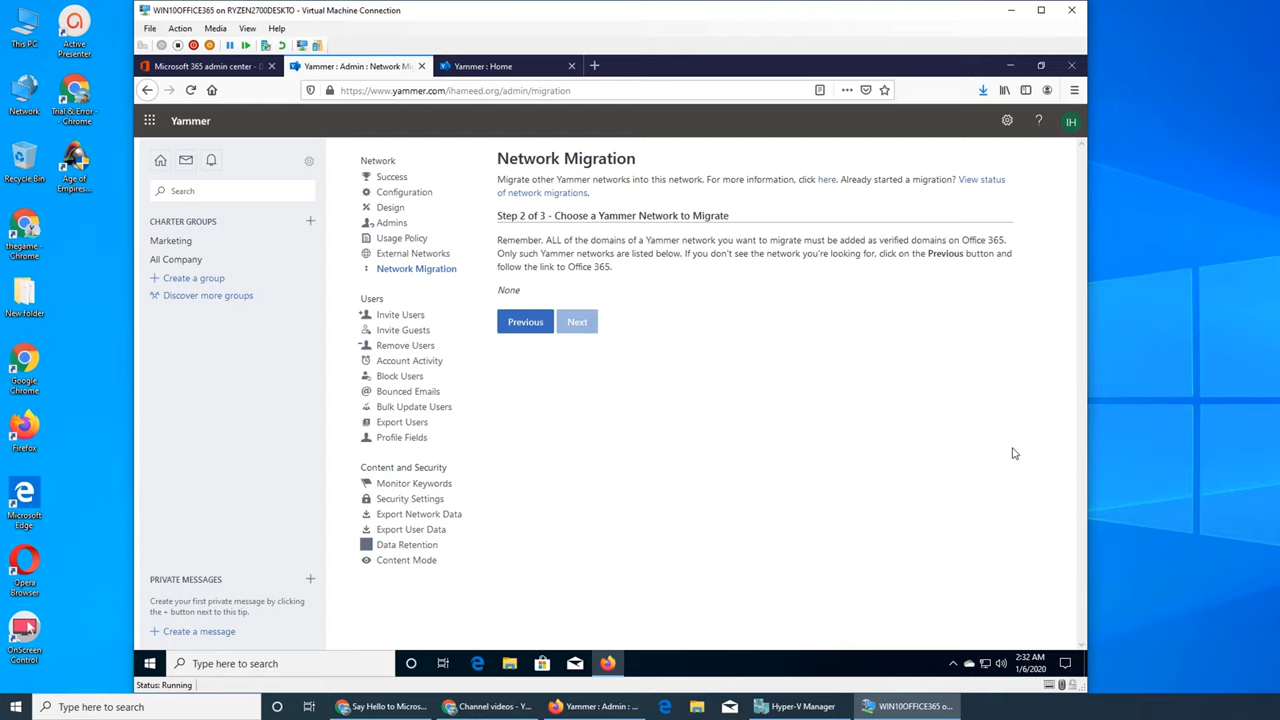 WIN10OFFICE365 on RYZEN2700DESKTO - Virtual Machine Connection
File Action Media View Help
Microsoft 365 admin center - D
Yammer : Admin : Network Mi
Yammer : Home
https://www.yammer.com/ihameed.org/admin/migration
Yammer
IH
Search
CHARTER GROUPS
Marketing
All Company
Create a group
Discover more groups
PRIVATE MESSAGES
Create your first private message by clicking
the + button next to this tip.
Create a message
Network
Success
Configuration
Design
Admins
Usage Policy
External Networks
Network Migration
Users
Invite Users
Invite Guests
Remove Users
Account Activity
Block Users
Bounced Emails
Bulk Update Users
Export Users
Profile Fields
Content and Security
Monitor Keywords
Security Settings
Export Network Data
Export User Data
Data Retention
Content Mode
Network Migration
Migrate other Yammer networks into this network. For more information, click here. Already started a migration? View status
of network migrations.
Step 2 of 3 - Choose a Yammer Network to Migrate
Remember, ALL of the domains of a Yammer network you want to migrate must be added as verified domains on Office 365.
Only such Yammer networks are listed below. If you don't see the network you're looking for, click on the Previous button and
follow the link to Office 365.
None
Previous
Next
Type here to search
2:32 AM
1/6/2020
Status: Running
This PC
Active
Presenter
Network
Trial & Error -
- Chrome
Recycle Bin
Age of
Empires...
thegame -
Chrome
New folder
Google
Chrome
Firefox
Microsoft
Edge
Opera
Browser
OnScreen
Control
Type here to search
Say Hello to Micros...
Channel videos - Y...
Yammer : Admin : ...
Hyper-V Manager
WIN10OFFICE365 o...